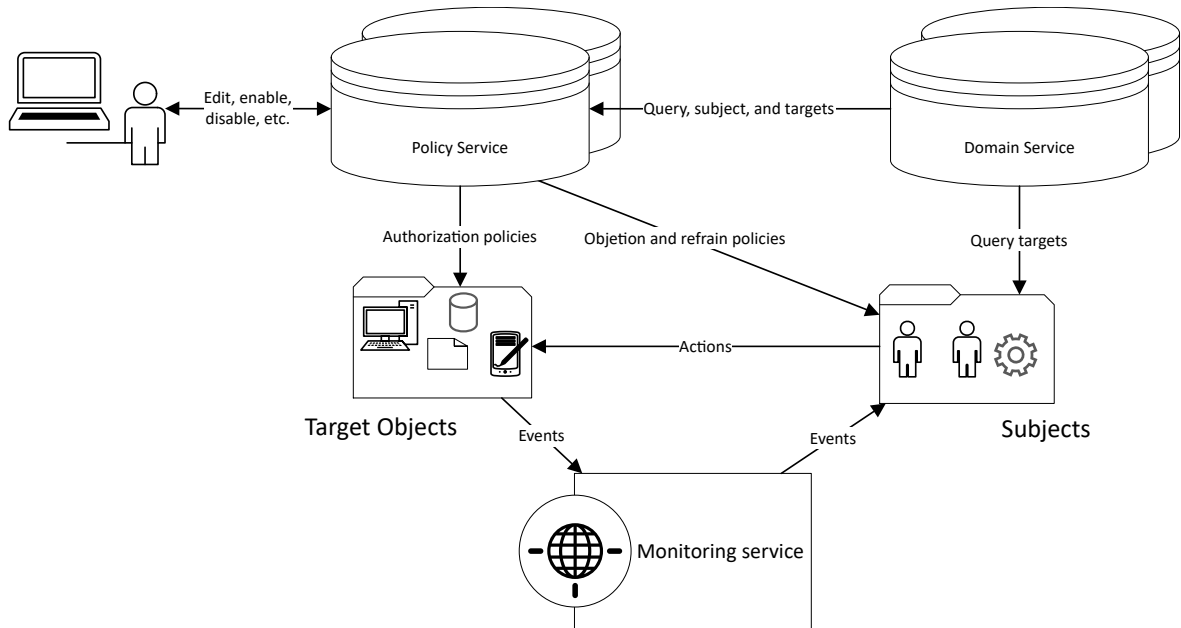 Edit, enable,
disable, etc.
Policy Service
Query, subject, and targets
Domain Service
Authorization policies
Objetion and refrain policies
Query targets
Actions
Target Objects
Subjects
Events
Events
Monitoring service